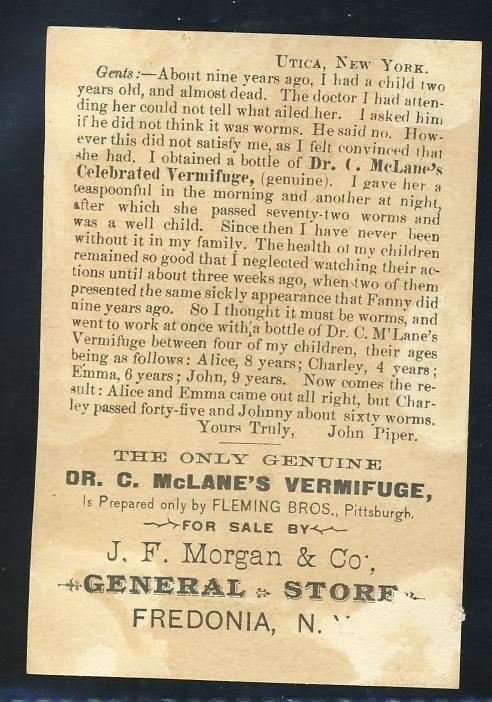 UTICA, NEW YORK.
Gents:—About nine years ago, I had a child two
years old, and almost dead. The doctor I had atten-
ding her could not tell what ailed her. I asked him
if he did not think it was worms. He said no. How-
ever this did not satisfy me, as I felt convinced that
she had. I obtained a bottle of Dr. C. McLane's
Celebrated Vermifuge, (genuine). I gave her a
teaspoonful in the morning and another at night,
after which she passed seventy-two worms and
was a well child. Since then I have never been
without it in my family. The health of my children
remained so good that I neglected watching their ac-
tions until about three weeks ago, when two of them
presented the same sickly appearance that Fanny did
nine years ago. So I thought it must be worms, and
went to work at once with a bottle of Dr. C. M'Lane's
Vermifuge between four of my children, their ages
being as follows: Alice, 8 years; Charley, 4 years;
Emma, 6 years; John, 9 years. Now comes the re-
sult: Alice and Emma came out all right, but Char-
ley passed forty-five and Johnny about sixty worms.
Yours Truly, John Piper.
THE ONLY GENUINE
DR. C. McLANE'S VERMIFUGE,
Is Prepared only by FLEMING BROS., Pittsburgh.
FOR SALE BY
J. F. Morgan & Co.,
GENERAL STORE
FREDONIA, N.